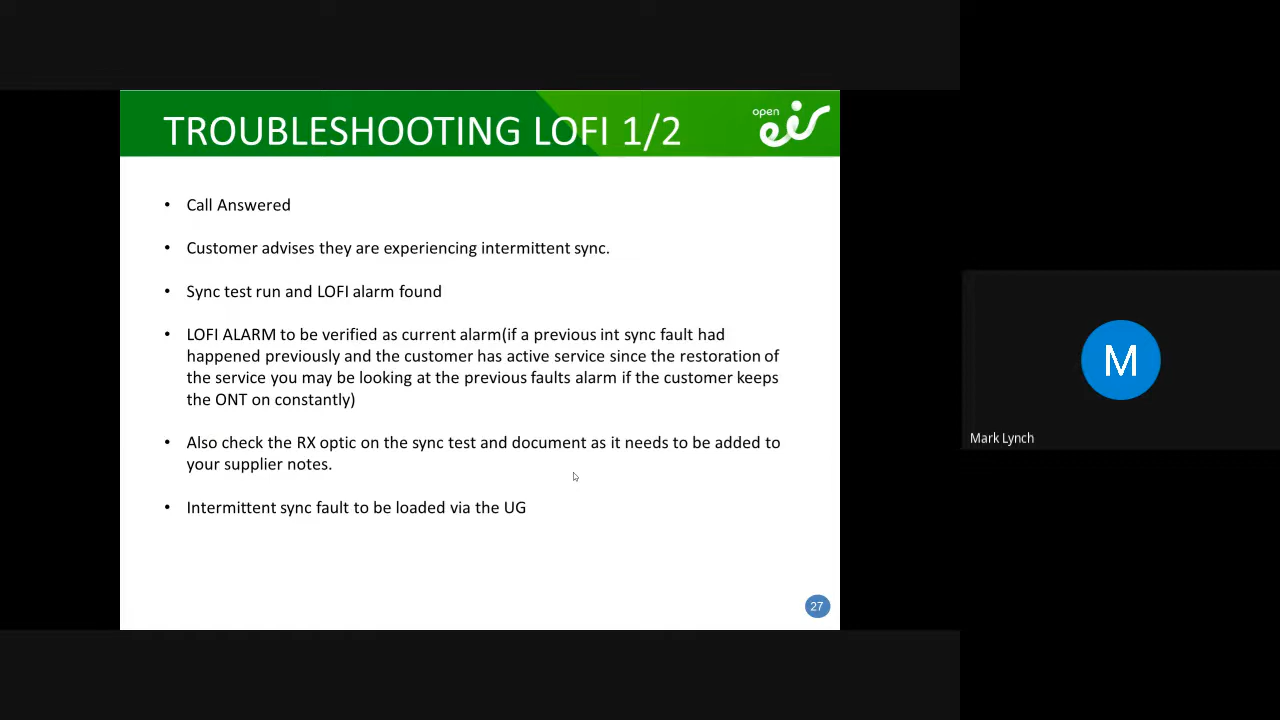 TROUBLESHOOTING LOFI 1/2
open
eir
• Call Answered
• Customer advises they are experiencing intermittent sync.
• Sync test run and LOFI alarm found
• LOFI ALARM to be verified as current alarm(if a previous int sync fault had
happened previously and the customer has active service since the restoration of
the service you may be looking at the previous faults alarm if the customer keeps
the ONT on constantly)
• Also check the RX optic on the sync test and document as it needs to be added to
your supplier notes.
• Intermittent sync fault to be loaded via the UG
27
M
Mark Lynch